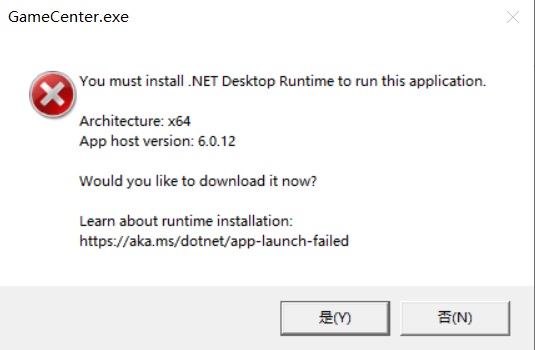 GameCenter.exe
You must install .NET Desktop Runtime to run this application.
Architecture: x64
App host version: 6.0.12
Would you like to download it now?
Learn about runtime installation:
https://aka.ms/dotnet/app-launch-failed
是(Y)
否(N)